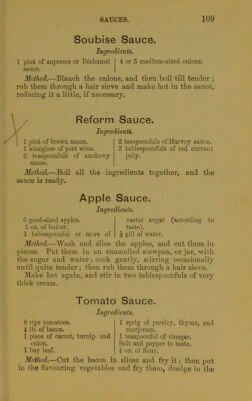 SAUCES. 109
Soubise Sauce.
Ingredients.
1 pint of supreme or Béchamel sauce.
4 or 5 medium-sized onions.
Method.—Blanch the onions, and then boil till tender;
rub them through a hair sieve and make hot in the sauce,
reducing it a little, if necessary.
Reform Sauce.
Ingredients.
1 pint of brown sauce.
1 wineglass of port wine.
2 teaspoonfuls of anchovy
sauce.
2 teaspoonfuls of Harvey sauce.
2 tablespoonfuls of red currant
jelly.
Method.—Boil all the ingredients together, and the
sauce is ready.
Apple Sauce.
Ingredients.
6 good-sized apples.
1 oz. of butter.
1 tablespoonful or more of
castor sugar (according to
taste).
½ gill of water.
Method.—Wash and slice the apples, and cut them in
pieces. Put them in an enamelled stewpan, or jar, with
the sugar and water; cook gently, stirring occasionally
until quite tender; then rub them through a hair sieve.
Make hot again, and stir in two tablespoonfuls of very
thick cream.
Tomato Sauce.
Ingredients.
8 ripe tomatoes.
¼ lb. of bacon.
1 piece of carrot, turnip and
onion.
1 bay leaf.
1 sprig of parsley, thyme, and
marjoram.
1 teaspoonful of vinegar.
Salt and pepper to taste.
½ oz. of flour.
Method.—Cut the bacon in slices and fry it; then put
in the flavouring vegetables and fry them, dredge in the